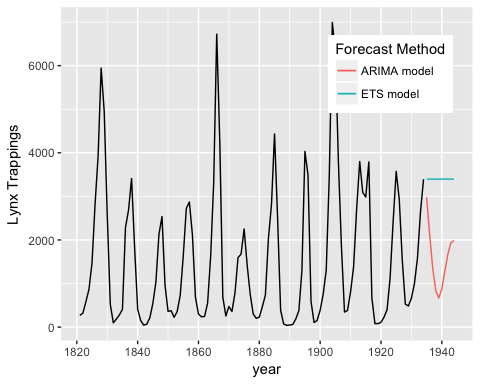 Forecast Method
ARIMA model
ETS model
6000
4000
2000
0
Lynx Trappings
1820 1840 1860 1880 1900 1920 1940
year